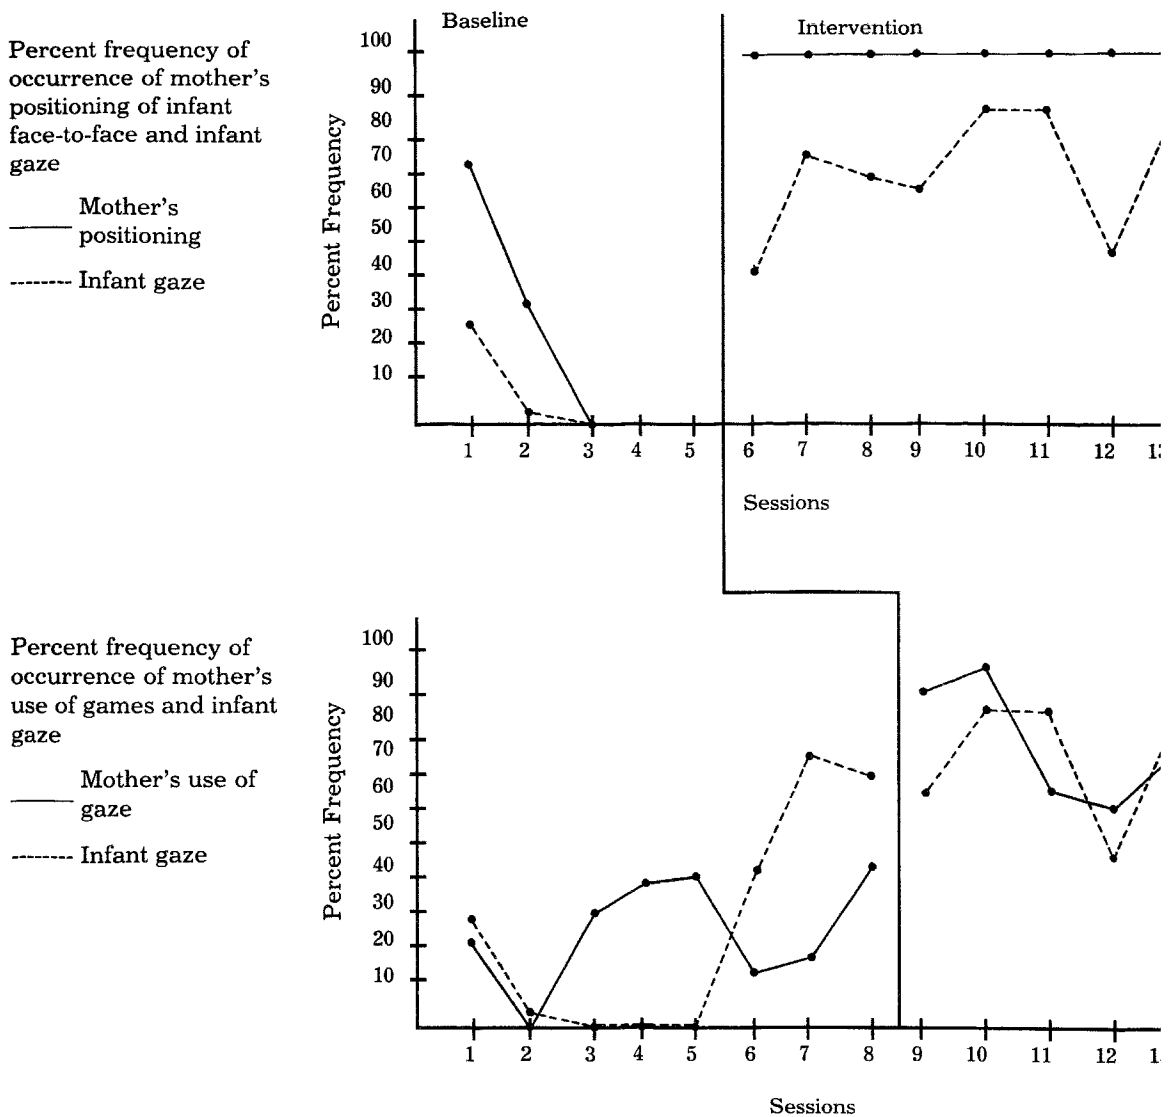 Baseline
Intervention
Percent frequency of
occurrence of mother's
positioning of infant
face-to-face and infant
gaze
Mother's
positioning
Infant gaze
Percent Frequency
100
90
80
70
60
50
40
30
20
10
1 2 3 4 5 6 7 8 9 10 11 12
Sessions
Percent frequency of
occurrence of mother's
use of games and infant
gaze
Mother's use of
gaze
Infant gaze
Percent Frequency
100
90
80
70
60
50
40
30
20
10
1 2 3 4 5 6 7 8 9 10 11 12
Sessions